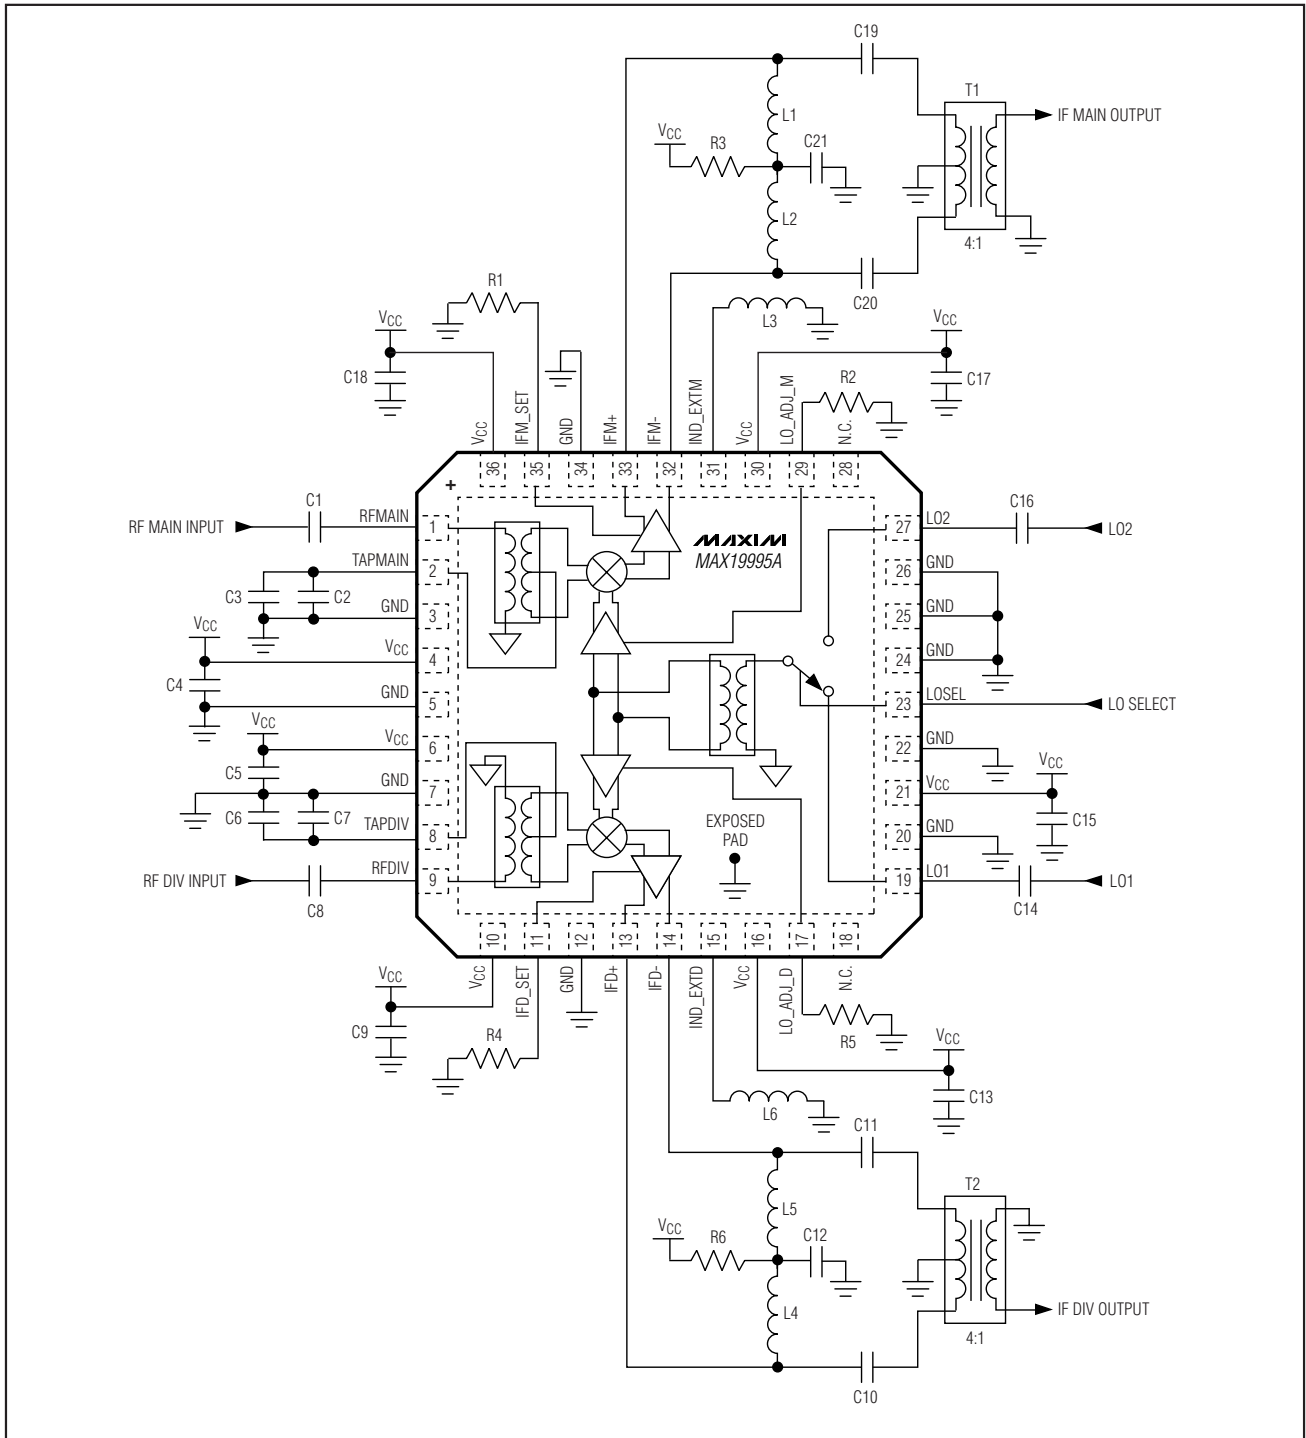 C19
T1
IF MAIN OUTPUT
L1
VCC
R3
C21
L2
4:1
C20
R1
L3
VCC
VCC
C18
R2
C17
VCC
IFM_SET
GND
IFM+
IFM-
IND_EXTM
VCC
LO_ADJ_M
N.C.
36
35
34
33
32
31
30
29
28
+
C1
RF MAIN INPUT
RFMAIN
1
MAXIM
MAX19995A
27
LO2
C16
LO2
TAPMAIN
2
26
GND
C3
C2
GND
3
25
GND
VCC
VCC
4
24
GND
C4
GND
5
23
LOSEL
LO SELECT
VCC
VCC
6
22
GND
C5
GND
7
21
VCC
VCC
C6
C7
TAPDIV
8
EXPOSED
PAD
20
GND
C15
RF DIV INPUT
C8
RFDIV
9
19
LO1
C14
LO1
10
11
12
13
14
15
16
17
18
VCC
IFD_SET
GND
IFD+
IFD-
IND_EXTD
VCC
LO_ADJ_D
N.C.
VCC
C9
R4
R5
VCC
C13
L6
C11
T2
L5
VCC
R6
C12
L4
IF DIV OUTPUT
4:1
C10